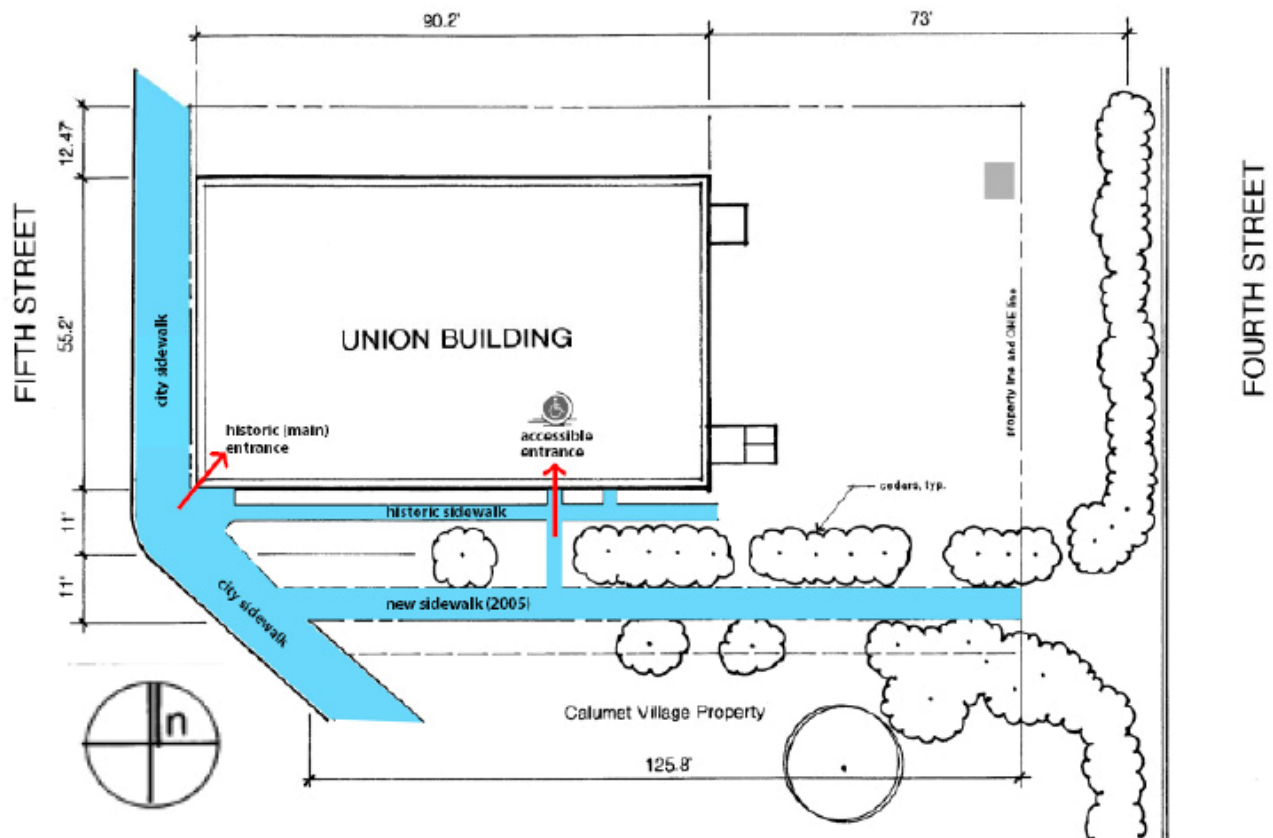 90.2'
73'
12.47'
FIFTH STREET
55.2'
city sidewalk
UNION BUILDING
property line and OHE line
FOURTH STREET
historic (main)
entrance
accessible
entrance
cedars, typ.
historic sidewalk
11'
11'
new sidewalk (2005)
city sidewalk
n
Calumet Village Property
125.8'